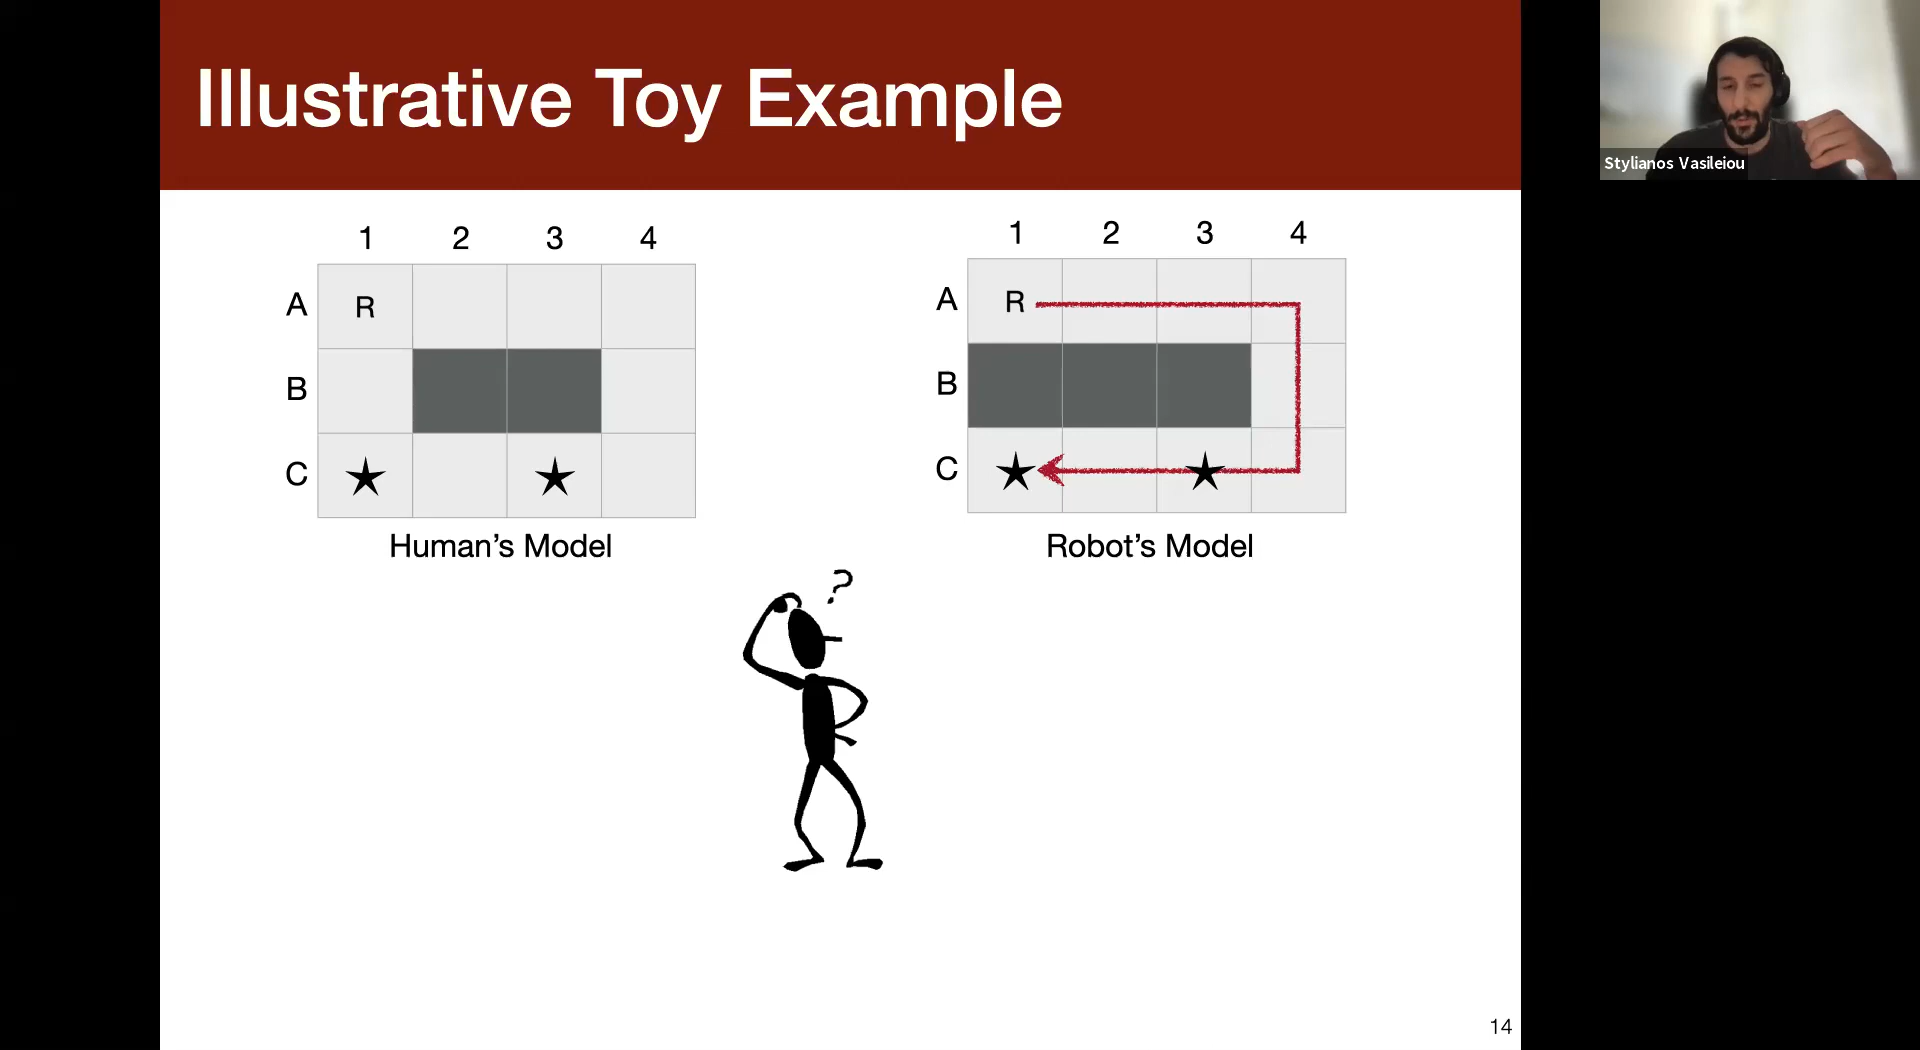 Illustrative Toy Example
Stylianos Vasileiou
1 2 3 4
A R
B
C
Human's Model
1 2 3 4
A R
B
C
Robot's Model
?
14